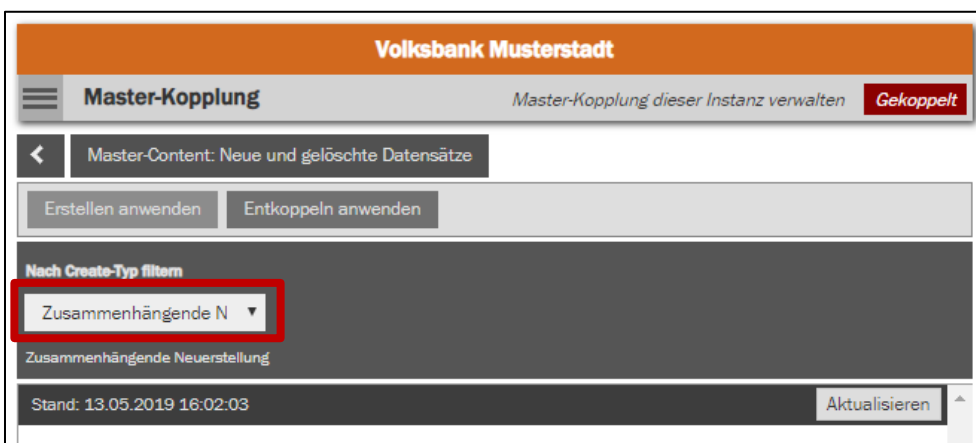 Volksbank Musterstadt
Master-Kopplung Master-Kopplung dieser Instanz verwalten Gekoppelt
Master-Content: Neue und gelöschte Datensätze
Erstellen anwenden Entkoppeln anwenden
Nach Create-Typ filtern
Zusammenhängende N
Zusammenhängende Neuerstellung
Stand: 13.05.2019 16:02:03 Aktualisieren